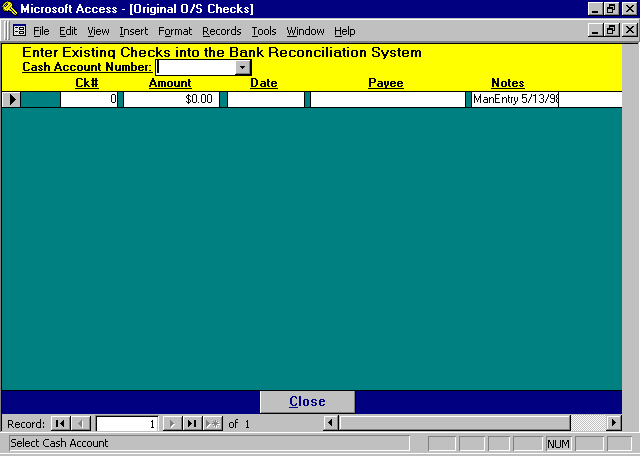 Microsoft Access - [Original O/S Checks]
File Edit View Insert Format Records Tools Window Help
Enter Existing Checks into the Bank Reconciliation System
Cash Account Number:
Ck# Amount Date Payee Notes
0 $0.00 ManEntry 5/13/98
Close
Record: 1 of 1
Select Cash Account NUM